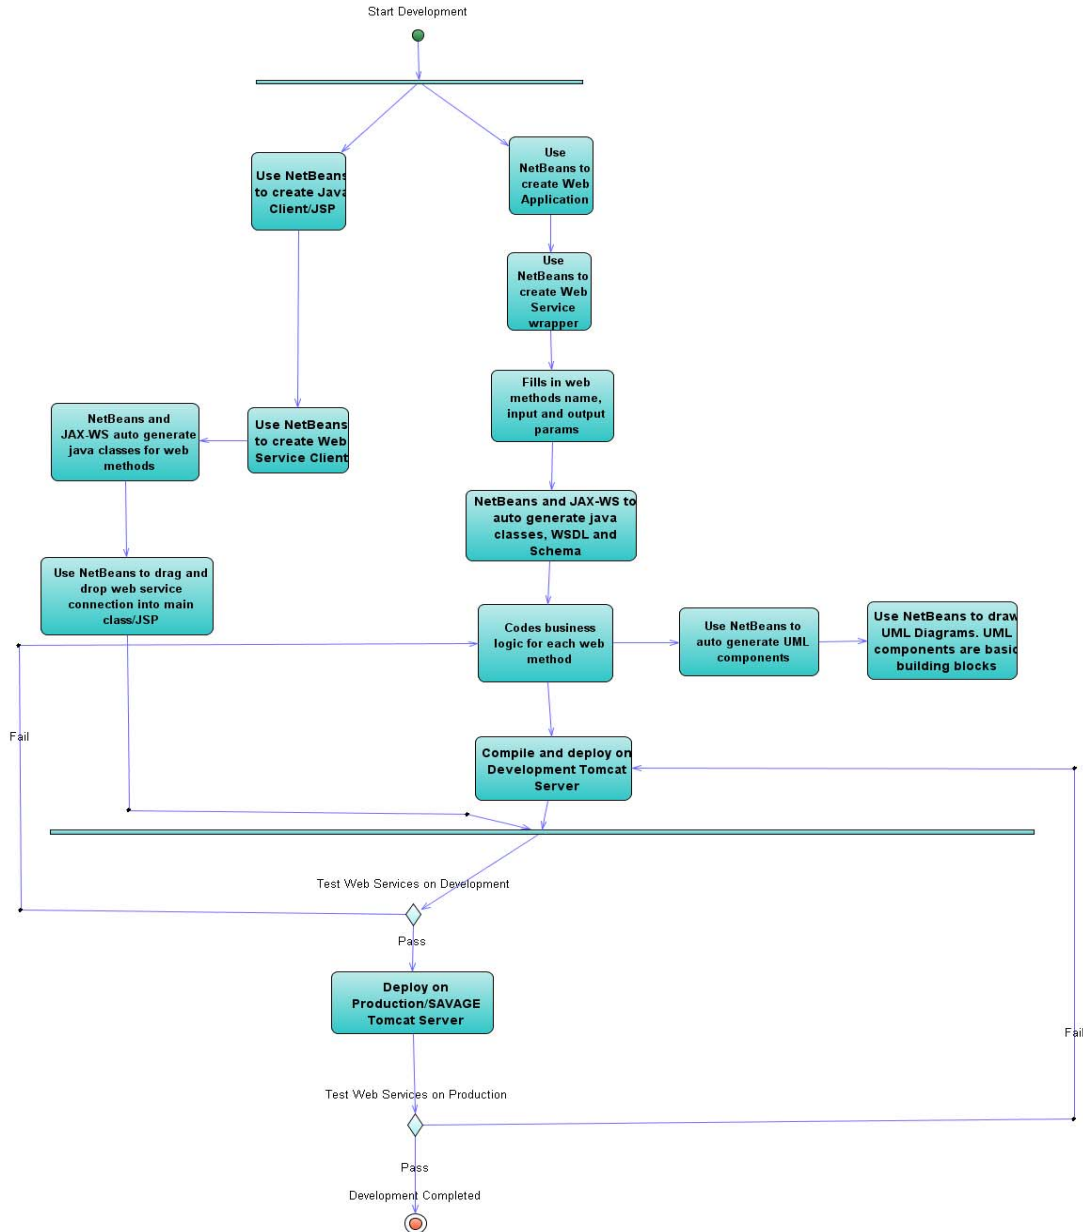 Start Development
Use NetBeans
to create Java
Client/JSP
Use
NetBeans to
create Web
Application
Use
NetBeans to
create Web
Service
wrapper
Fills in web
methods name,
input and output
params
NetBeans and
JAX-WS auto generate
java classes for web
methods
Use NetBeans
to create Web
Service Client
NetBeans and JAX-WS to
auto generate java
classes, WSDL and
Schema
Use NetBeans to drag and
drop web service
connection into main
class/JSP
Codes business
logic for each web
method
Use NetBeans to
auto generate UML
components
Use NetBeans to draw
UML Diagrams. UML
components are basic
building blocks
Fail
Compile and deploy on
Development Tomcat
Server
Test Web Services on Development
Pass
Deploy on
Production/SAVAGE
Tomcat Server
Fail
Test Web Services on Production
Pass
Development Completed